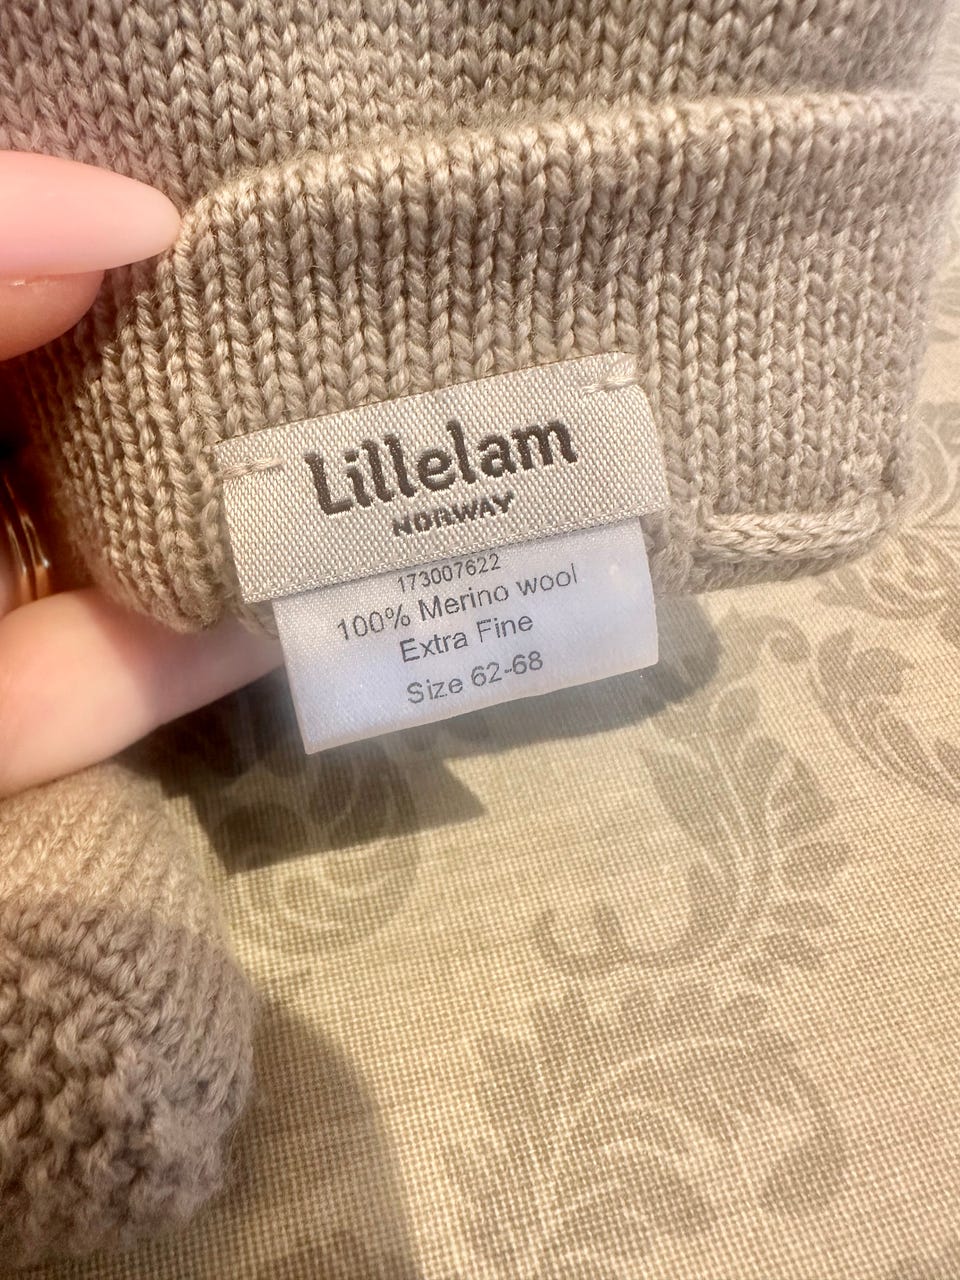 Lillelam
NORWAY
173007622
100% Merino wool
Extra Fine
Size 62-68